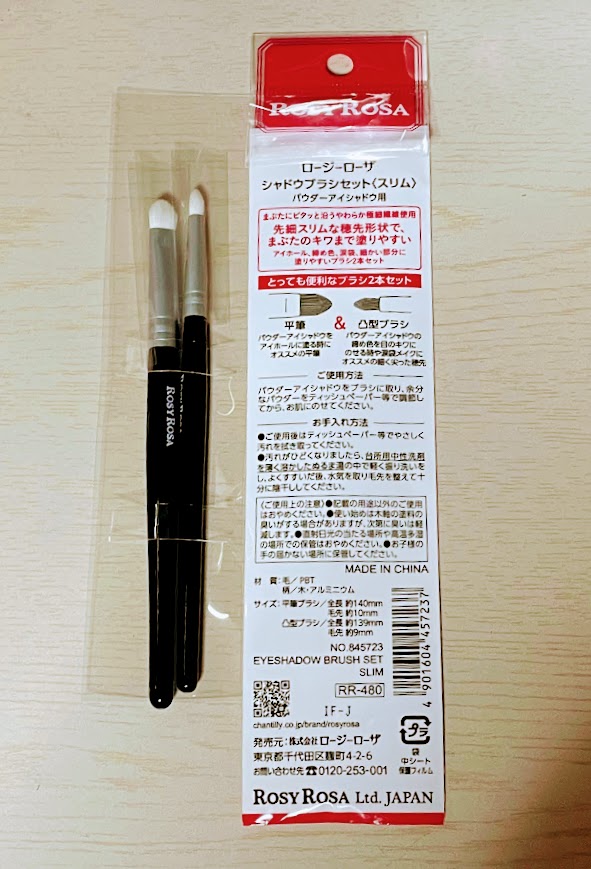 ROSY ROSA
ロージーローザ
シャドウブラシセット〈スリム〉
パウダーアイシャドウ用
まぶたにピタッと沿うやわらか極細繊維使用
先細スリムな穂先形状で、
まぶたのキワまで塗りやすい
アイホール、締め色、涙袋、細かい部分に
塗りやすいブラシ2本セット
とっても便利なブラシ2本セット
平筆 & 凸型ブラシ
パウダーアイシャドウを
アイホールに塗る時に
オススメの平筆
パウダーアイシャドウの
締め色を目のキワに
のせる時や涙袋メイクに
オススメの細く尖った穂先
ご使用方法
パウダーアイシャドウをブラシに取り、余分
なパウダーをティッシュペーパー等で調節し
てから、お肌にのせてください。
お手入れ方法
●ご使用後はティッシュペーパー等でやさしく
汚れを拭き取ってください。
●汚れがひどくなりましたら、台所用中性洗剤
を薄く溶かしたぬるま湯の中で軽く振り洗いを
し、よくすすいだ後、水気を取り毛先を整えて十
分に陰干ししてください。
〈ご使用上の注意〉●記載の用途以外のご使用
はおやめください。●使い始めは木軸の塗料の
臭いがする場合がありますが、次第に臭いは軽
減します。●直射日光の当たる場所や高温多湿
の場所での保管はおやめください。●お子様の
手の届かない場所に保管してください。
MADE IN CHINA
材 質:毛/PBT
柄/木・アルミニウム
サイズ:平筆ブラシ/全長 約140mm
毛先 約10mm
凸型ブラシ/全長 約139mm
毛先 約9mm
NO.845723
EYESHADOW BRUSH SET
SLIM
RR-480
IF-J
4 901604 457237
chantilly.co.jp/brand/rosyrosa
プラ
袋
中シート
保護フィルム
発売元:株式会社ロージーローザ
東京都千代田区麹町4-2-6
お問い合わせ先 ☎0120-253-001
ROSY ROSA Ltd. JAPAN
ROSY ROSA
ROSY ROSA